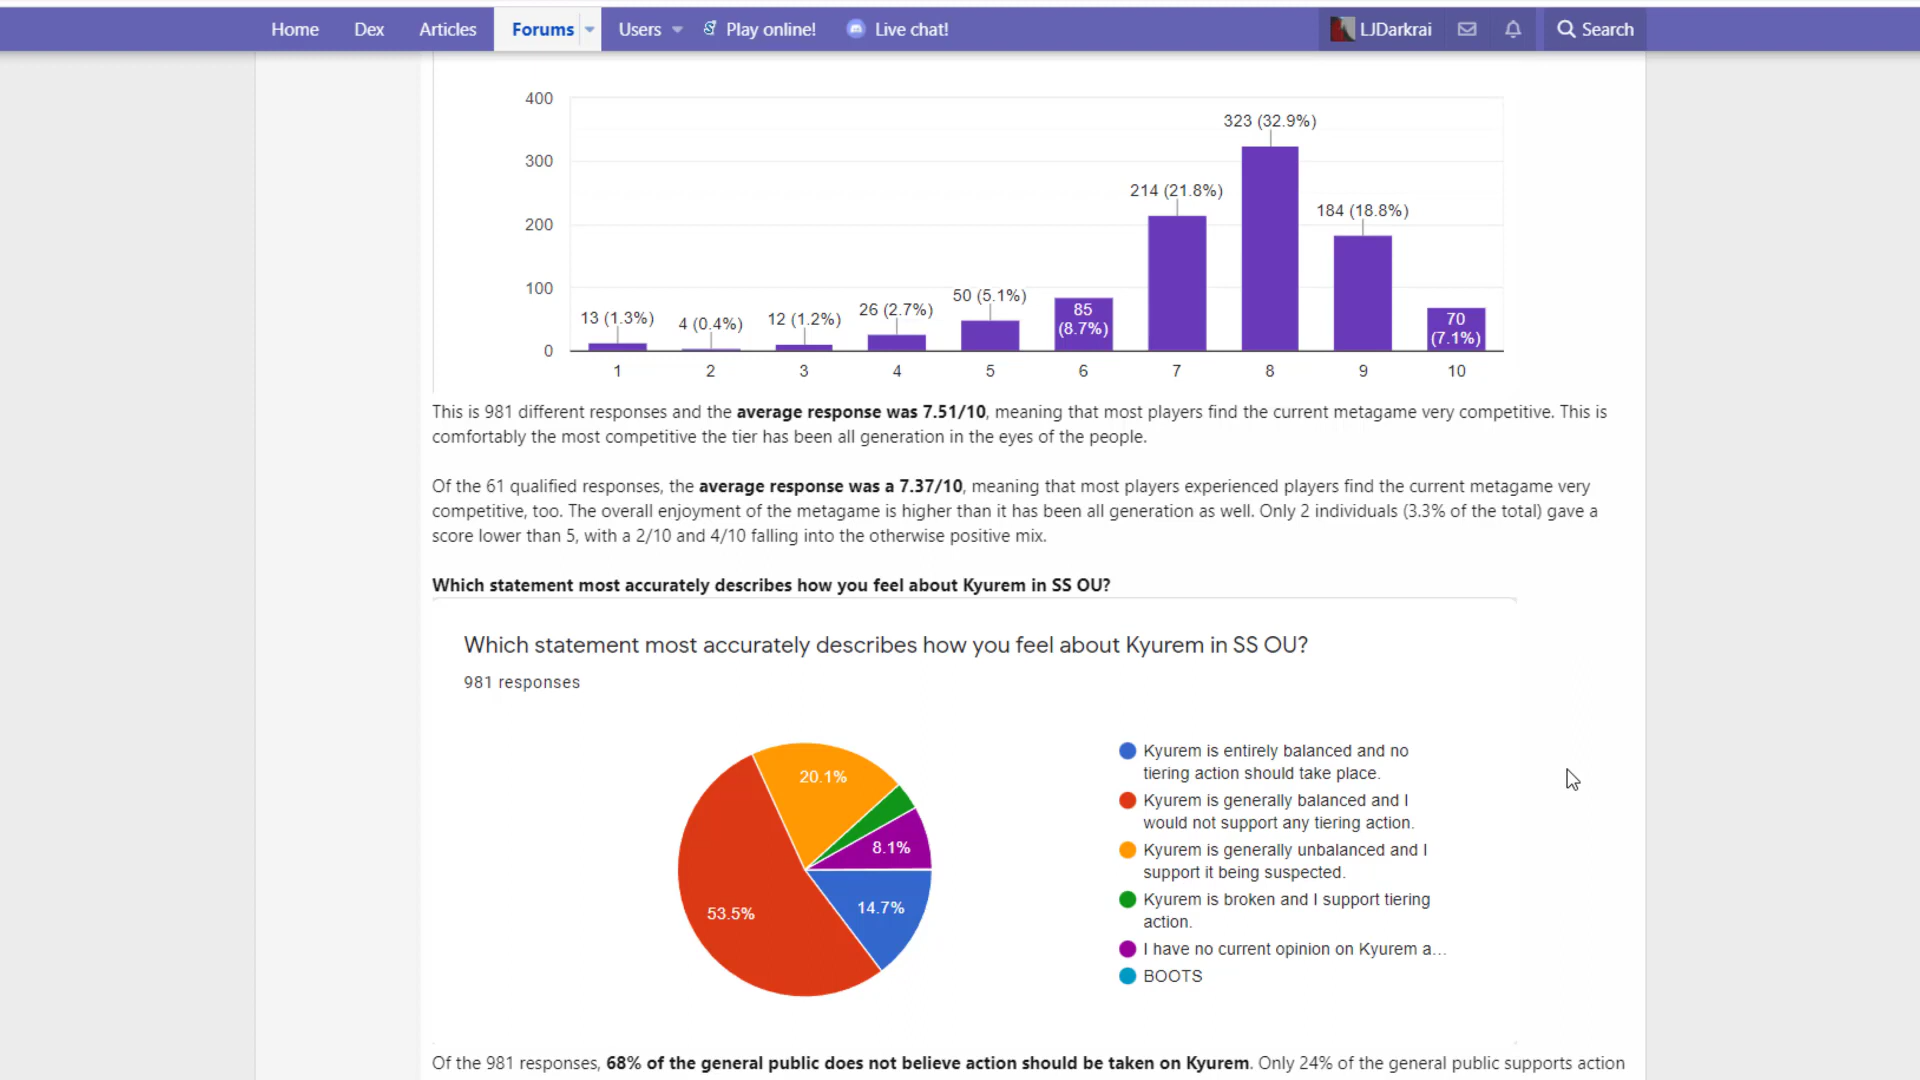 Home Dex Articles Forums Users Play online! Live chat! LJDarkrai Search
400
300
200
100
0
13 (1.3%)
4 (0.4%)
12 (1.2%)
26 (2.7%)
50 (5.1%)
85
(8.7%)
214 (21.8%)
323 (32.9%)
184 (18.8%)
70
(7.1%)
1 2 3 4 5 6 7 8 9 10
This is 981 different responses and the average response was 7.51/10, meaning that most players find the current metagame very competitive. This is
comfortably the most competitive the tier has been all generation in the eyes of the people.
Of the 61 qualified responses, the average response was a 7.37/10, meaning that most players experienced players find the current metagame very
competitive, too. The overall enjoyment of the metagame is higher than it has been all generation as well. Only 2 individuals (3.3% of the total) gave a
score lower than 5, with a 2/10 and 4/10 falling into the otherwise positive mix.
Which statement most accurately describes how you feel about Kyurem in SS OU?
Which statement most accurately describes how you feel about Kyurem in SS OU?
981 responses
20.1%
8.1%
14.7%
53.5%
Kyurem is entirely balanced and no
tiering action should take place.
Kyurem is generally balanced and I
would not support any tiering action.
Kyurem is generally unbalanced and I
support it being suspected.
Kyurem is broken and I support tiering
action.
I have no current opinion on Kyurem a...
BOOTS
Of the 981 responses, 68% of the general public does not believe action should be taken on Kyurem. Only 24% of the general public supports action